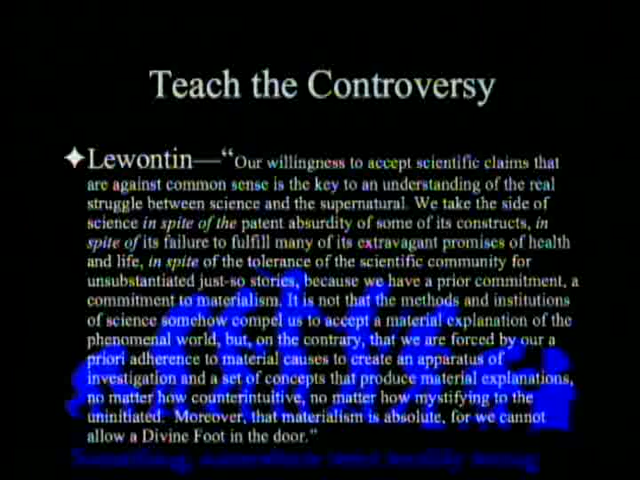 Teach the Controversy
✦Lewontin—“Our willingness to accept scientific claims that
are against common sense is the key to an understanding of the real
struggle between science and the supernatural. We take the side of
science in spite of the patent absurdity of some of its constructs, in
spite of its failure to fulfill many of its extravagant promises of health
and life, in spite of the tolerance of the scientific community for
unsubstantiated just-so stories, because we have a prior commitment, a
commitment to materialism. It is not that the methods and institutions
of science somehow compel us to accept a material explanation of the
phenomenal world, but, on the contrary, that we are forced by our a
priori adherence to material causes to create an apparatus of
investigation and a set of concepts that produce material explanations,
no matter how counterintuitive, no matter how mystifying to the
uninitiated. Moreover, that materialism is absolute, for we cannot
allow a Divine Foot in the door.”